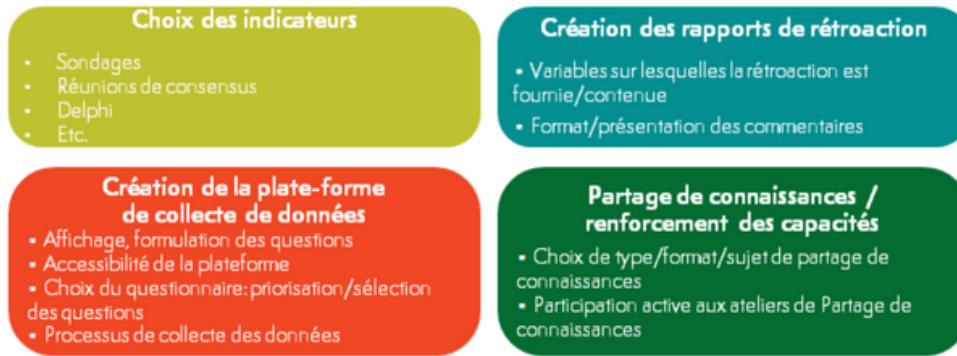 Choix des indicateurs
• Sondages
• Réunions de consensus
• Delphi
• Etc.
Création des rapports de rétroaction
▪ Variables sur lesquelles la rétroaction est
fournie/contenue
▪ Format/présentation des commentaires
Création de la plate-forme
de collecte de données
▪ Affichage, formulation des questions
▪ Accessibilité de la plateforme
▪ Choix du questionnaire: priorisation/sélection
des questions
▪ Processus de collecte des données
Partage de connaissances /
renforcement des capacités
▪ Choix de type/format/sujet de partage de
connaissances
▪ Participation active aux ateliers de Partage de
connaissances